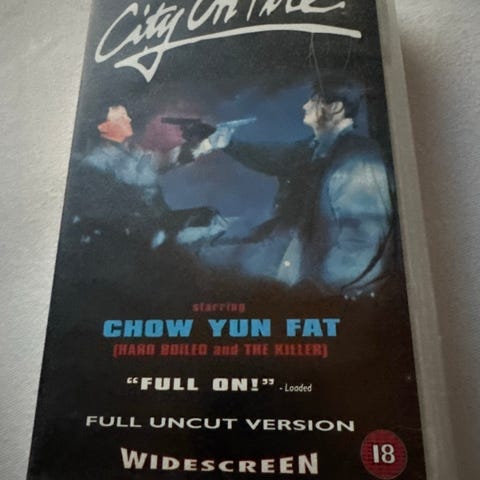 City On Fire
starring
CHOW YUN FAT
(HARD BOILED and THE KILLER)
"FULL ON!" - Loaded
FULL UNCUT VERSION
WIDESCREEN
18